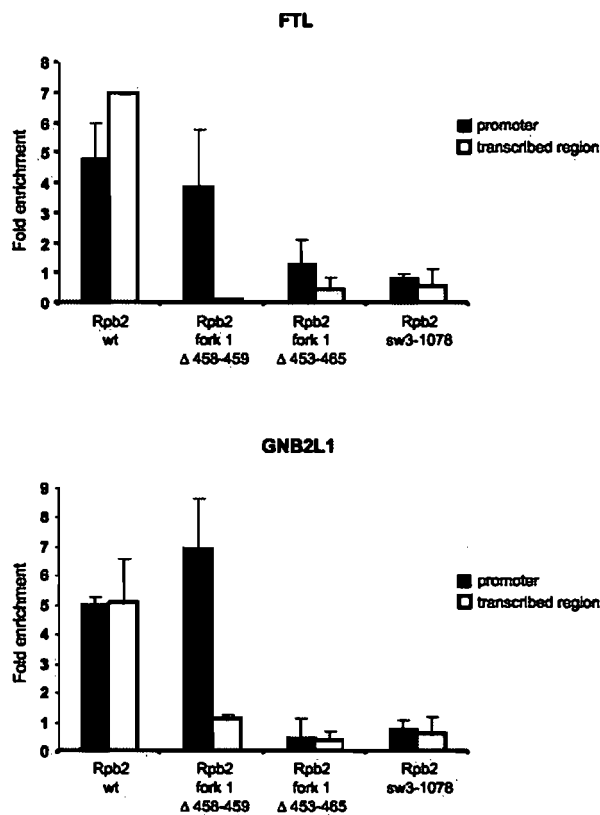 FTL
Fold enrichment
8
7
6
5
4
3
2
1
0
promoter
transcribed region
Rpb2 wt
Rpb2 fork 1 Δ 458-459
Rpb2 fork 1 Δ 453-465
Rpb2 sw3-1078
GNB2L1
Fold enrichment
9
8
7
6
5
4
3
2
1
0
promoter
transcribed region
Rpb2 wt
Rpb2 fork 1 Δ 458-459
Rpb2 fork 1 Δ 453-465
Rpb2 sw3-1078